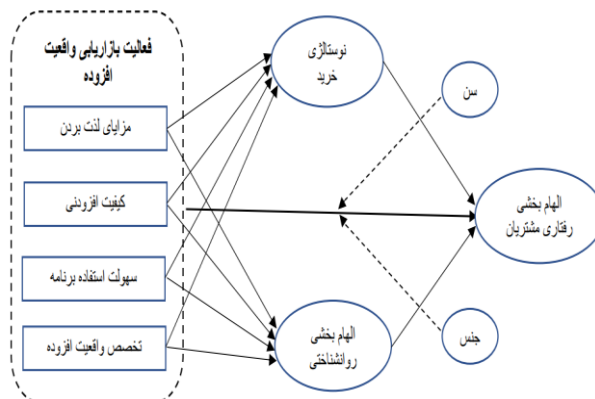 فعالیت بازاریابی واقعیت
افزوده
مزایای لذت بردن
کیفیت افزودنی
سهولت استفاده برنامه
تخصص واقعیت افزوده
نوستالژی
خرید
الهام بخشی
روانشناختی
سن
جنس
الهام بخشی
رفتاری مشتریان